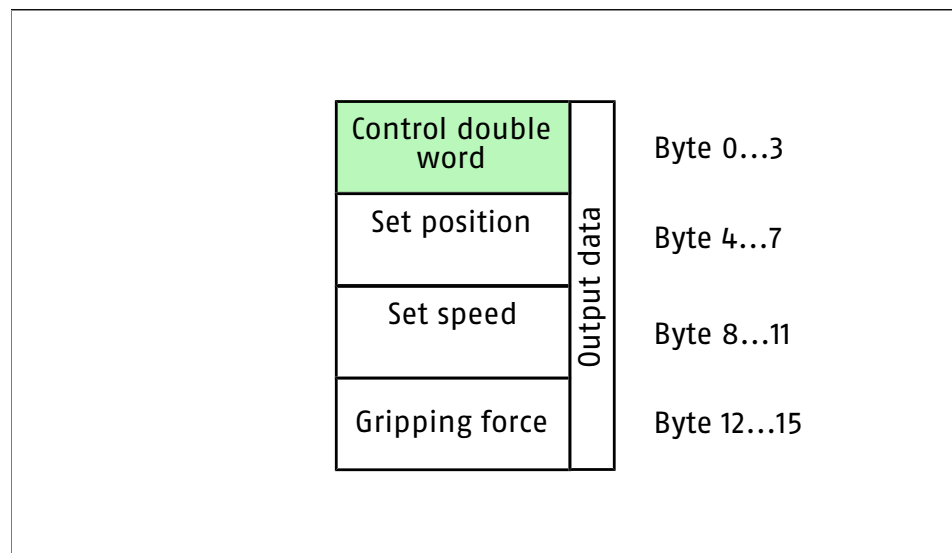 Control double
word
Byte 0...3
Set position
Byte 4...7
Set speed
Byte 8...11
Gripping force
Byte 12...15
Output data